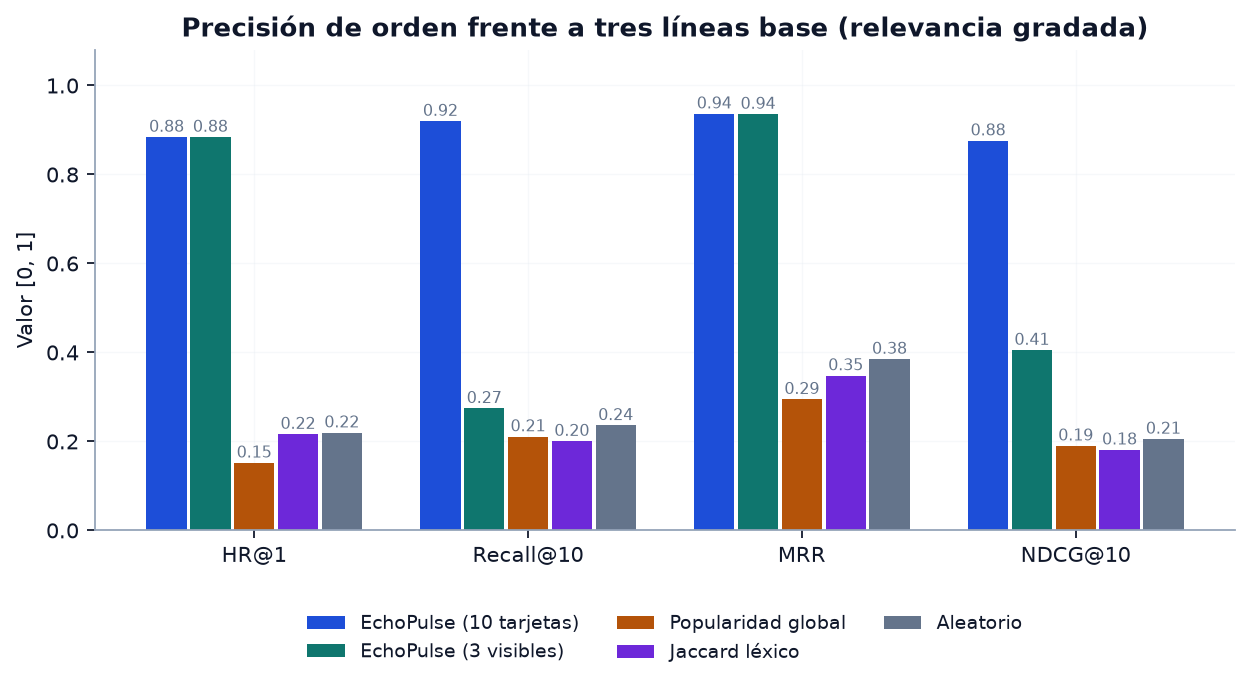 Precisión de orden frente a tres líneas base (relevancia gradada)
Valor [0, 1]
1.0
0.8
0.6
0.4
0.2
0.0
0.88 0.88 0.15 0.22 0.22
0.92 0.27 0.21 0.20 0.24
0.94 0.94 0.29 0.35 0.38
0.88 0.41 0.19 0.18 0.21
HR@1 Recall@10 MRR NDCG@10
EchoPulse (10 tarjetas) Popularidad global Aleatorio
EchoPulse (3 visibles) Jaccard léxico